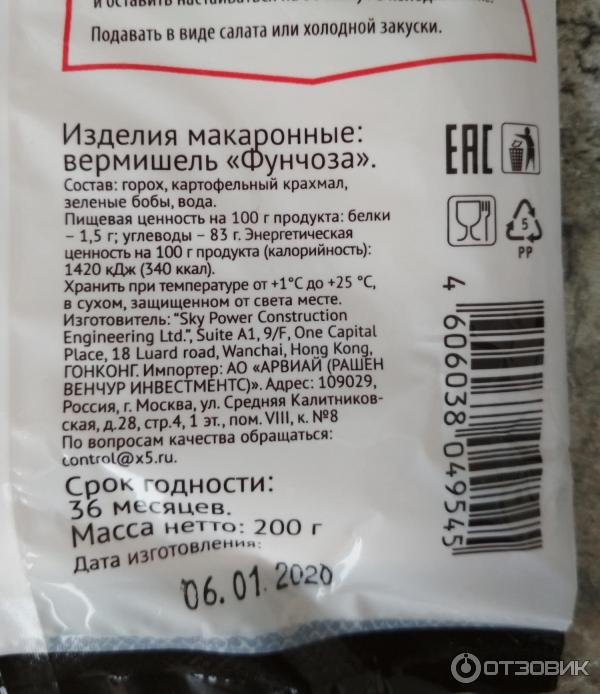 и оставить настаиваться на
Подавать в виде салата или холодной закуски.
Изделия макаронные:
вермишель «Фунчоза».
Состав: горох, картофельный крахмал,
зеленые бобы, вода.
Пищевая ценность на 100 г продукта: белки
– 1,5 г; углеводы – 83 г. Энергетическая
ценность на 100 г продукта (калорийность):
1420 кДж (340 ккал).
Хранить при температуре от +1°С до +25 °С,
в сухом, защищенном от света месте.
Изготовитель: “Sky Power Construction
Engineering Ltd.”, Suite A1, 9/F, One Capital
Place, 18 Luard road, Wanchai, Hong Kong,
ГОНКОНГ. Импортер: АО «АРВИАЙ (РАШЕН
ВЕНЧУР ИНВЕСТМЕНТС)». Адрес: 109029,
Россия, г. Москва, ул. Средняя Калитников-
ская, д.28, стр.4, 1 эт., пом. VIII, к. №8
По вопросам качества обращаться:
control@x5.ru.
Срок годности:
36 месяцев.
Масса нетто: 200 г
Дата изготовления:
06.01.2020
EAC
5
PP
4 606038 049545
ОТЗОВИК